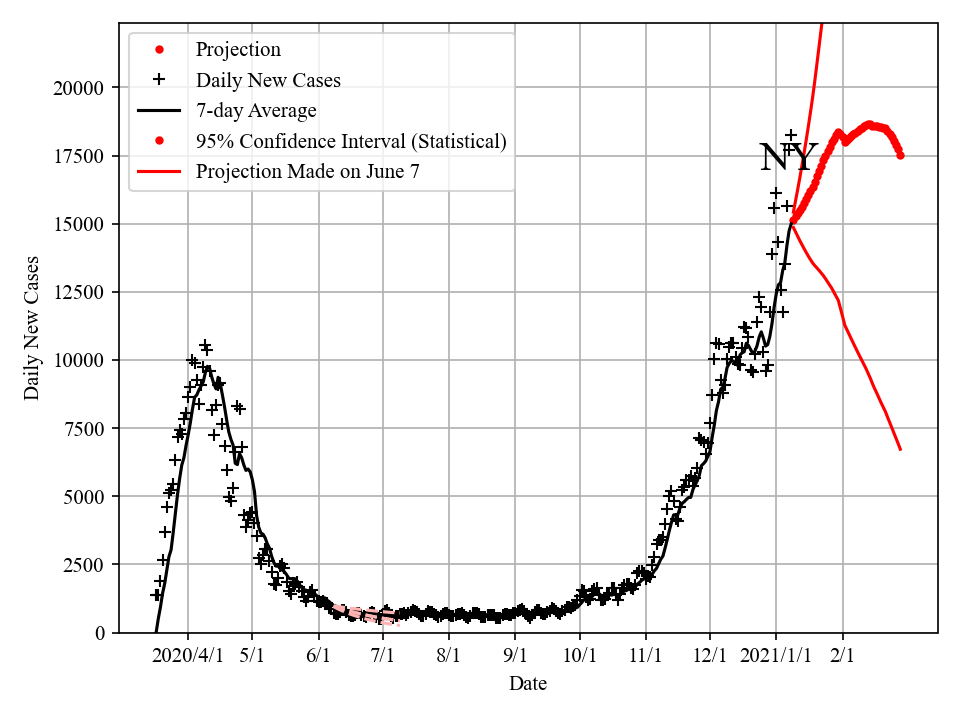 Projection
Daily New Cases
7-day Average
95% Confidence Interval (Statistical)
Projection Made on June 7
NY
20000
17500
15000
12500
10000
7500
5000
2500
0
Daily New Cases
2020/4/1 5/1 6/1 7/1 8/1 9/1 10/1 11/1 12/1 2021/1/1 2/1
Date